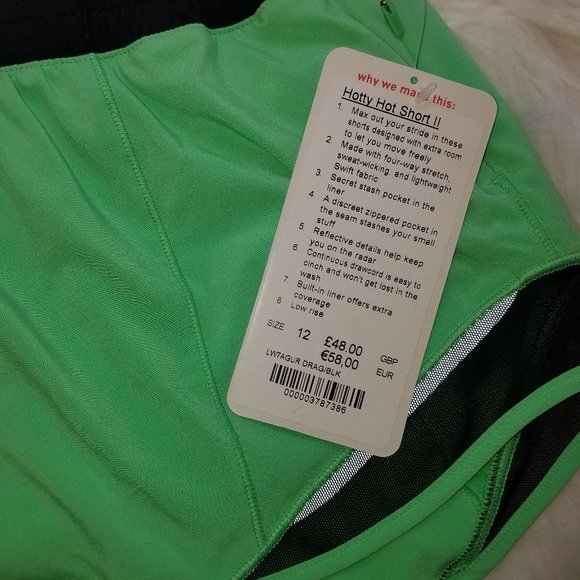 why we made this:
Hotty Hot Short II
1. Max out your stride in these
shorts designed with extra room
to let you move freely
2 Made with four-way stretch,
sweat-wicking and lightweight
Swift fabric
3 Secret stash pocket in the
liner
4. A discreet zippered pocket in
the seam stashes your small
stuff
5. Reflective details help keep
you on the radar
6. Continuous drawcord is easy to
cinch and won't get lost in the
wash
7 Built-in liner offers extra
coverage
8. Low rise
SIZE 12 £48.00 GBP
€58,00 EUR
LW7AGUR DRAG/BLK
000003787386